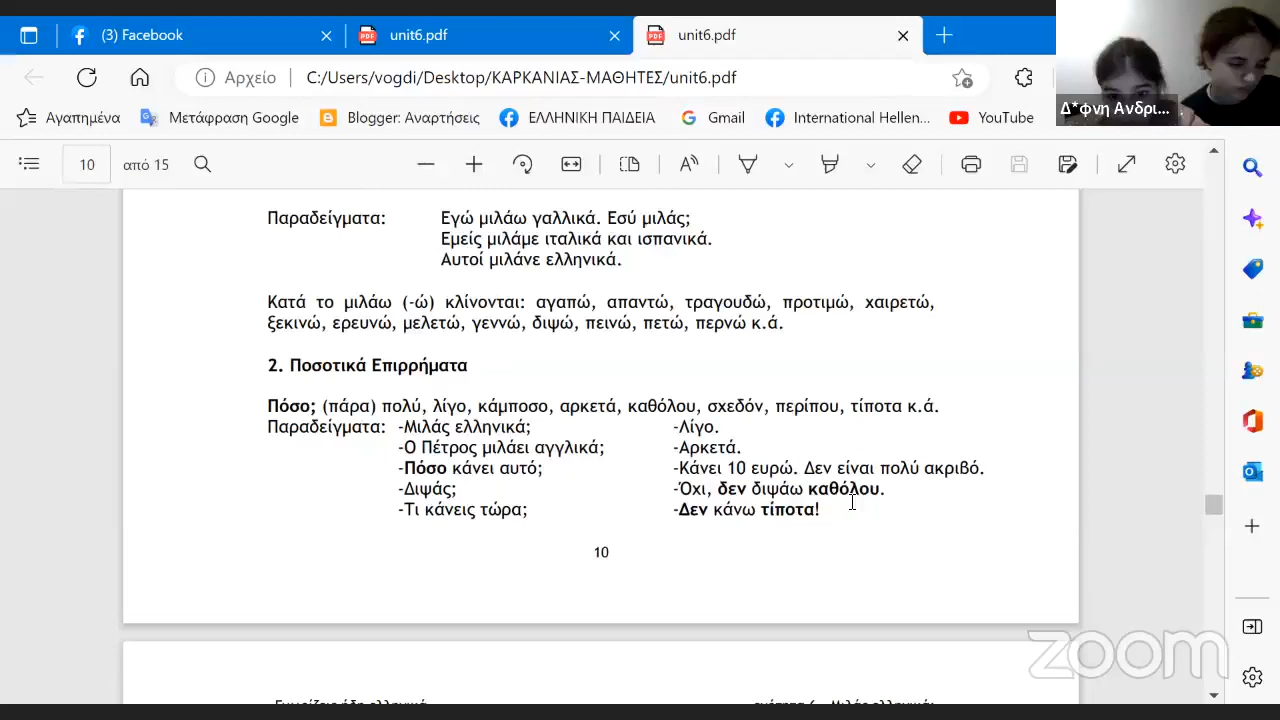 (3) Facebook
unit6.pdf
unit6.pdf
Δ*φνη Ανδρι...
Αρχείο
C:/Users/vogdi/Desktop/ΚΑΡΚΑΝΙΑΣ-ΜΑΘΗΤΕΣ/unit6.pdf
Αγαπημένα
Μετάφραση Google
Blogger: Αναρτήσεις
ΕΛΛΗΝΙΚΗ ΠΑΙΔΕΙΑ
Gmail
International Hellen...
YouTube
10 από 15
Παραδείγματα: Εγώ μιλάω γαλλικά. Εσύ μιλάς;
Εμείς μιλάμε ιταλικά και ισπανικά.
Αυτοί μιλάνε ελληνικά.
Κατά το μιλάω (-ώ) κλίνονται: αγαπώ, απαντώ, τραγουδώ, προτιμώ, χαιρετώ,
ξεκινώ, ερευνώ, μελετώ, γεννώ, διψώ, πεινώ, πετώ, περνώ κ.ά.
2. Ποσοτικά Επιρρήματα
Πόσο; (πάρα) πολύ, λίγο, κάμποσο, αρκετά, καθόλου, σχεδόν, περίπου, τίποτα κ.ά.
Παραδείγματα: -Μιλάς ελληνικά; -Λίγο.
-Ο Πέτρος μιλάει αγγλικά; -Αρκετά.
-Πόσο κάνει αυτό; -Κάνει 10 ευρώ. Δεν είναι πολύ ακριβό.
-Διψάς; -Όχι, δεν διψάω καθόλου.
-Τι κάνεις τώρα; -Δεν κάνω τίποτα!
10
zoom